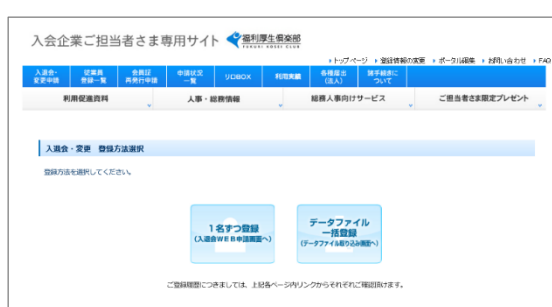 入会企業ご担当者さま専用サイト 福利厚生倶楽部
FUKURI KOSEI CLUB
トップページ 登録情報の変更 ポータル編集 お問い合わせ FAQ
入退会・変更申請 従業員登録一覧 会員証再発行申請 申請状況一覧 リロBOX 利用実績 各種届出(法人) 諸手続きについて
利用促進資料 人事・総務情報 総務人事向けサービス ご担当者さま限定プレゼント
入退会・変更 登録方法選択
登録方法を選択してください。
1名ずつ登録
(入退会WEB申請画面へ)
データファイル
一括登録
(データファイル取り込み画面へ)
ご登録履歴につきましては、上記各ページ内リンクからそれぞれご確認頂けます。